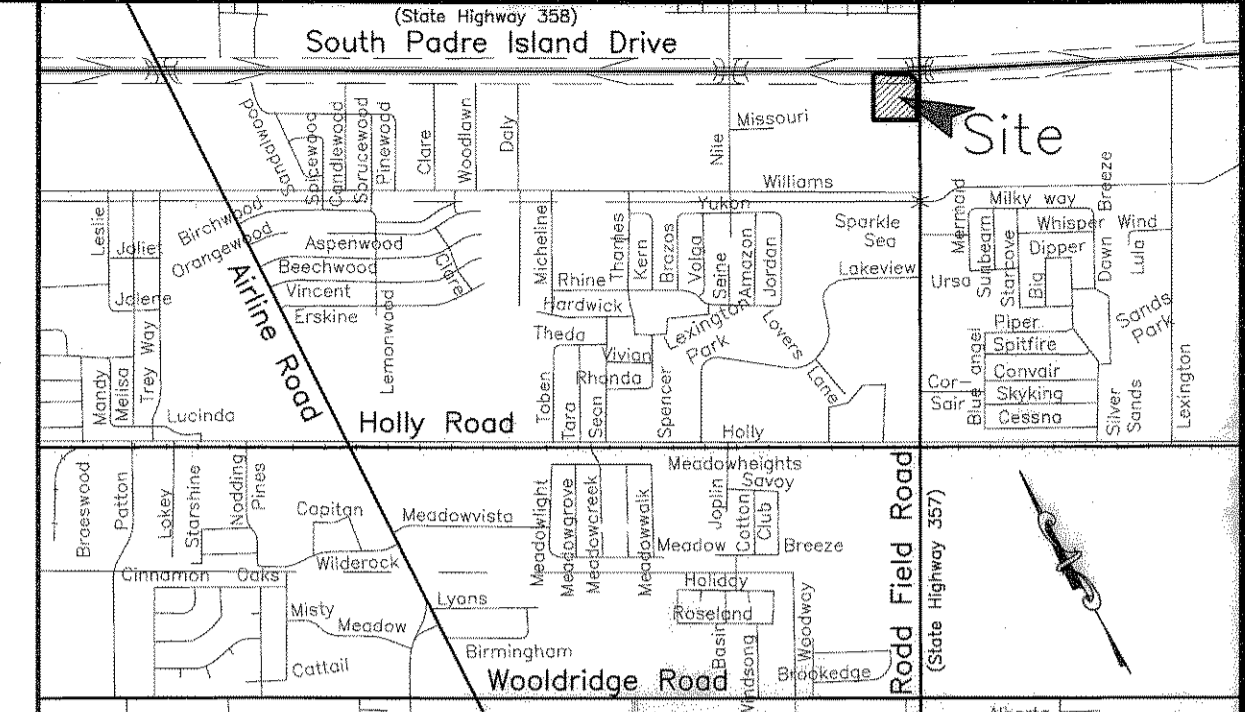 (State Highway 358)
South Padre Island Drive
Site
Sandalwood
Spicewood
Candlewood
Sprucewood
Pinewood
Clare
Woodlawn
Daly
Nile
Missouri
Williams
Birchwood
Orangewood
Aspenwood
Beechwood
Vincent
Erskine
Clare
Lemonwood
Leslie
Joliet
Jolene
Mandy
Melisa
Trey Way
Lucinda
Airline Road
Micheline
Rhine
Thames
Kern
Brazos
Volga
Yukon
Seine
Amazon
Jordan
Hardwick
Theda
Vivian
Rhonda
Toben
Tara
Sean
Spencer
Lexington
Park
Lovers
Lane
Sparkle
Sea
Lakeview
Mermaid
Milky way
Breeze
Sunbeam
Starcove
Whisper Wind
Big
Dipper
Dawn
Lula
Ursa
Piper
Spitfire
Convair
Skyking
Cessna
Blue angel
Cor-
Sair
Sands
Park
Silver
Sands
Lexington
Holly Road
Holly
Braeswood
Patton
Lokey
Starshine
Nodding
Pines
Capitan
Meadowvista
Wilderock
Cinnamon Oaks
Misty
Meadow
Cattail
Lyons
Birmingham
Meadowlight
Meadowgrove
Meadowcreek
Meadowwalk
Meadowheights
Savoy
Joplin
Cotton
Club
Meadow Breeze
Holiday
Roseland
Basin
Windsong
Woodway
Brookedge
Wooldridge Road
Rodd Field Road
(State Highway 357)